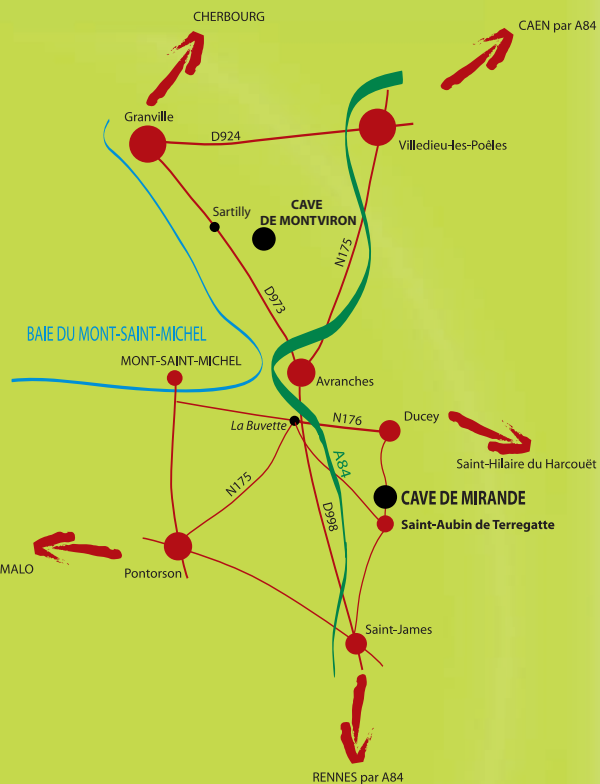 CHERBOURG
CAEN par A84
Granville
D924
Villedieu-les-Poêles
CAVE
DE MONTVIRON
Sartilly
N175
D973
BAIE DU MONT-SAINT-MICHEL
MONT-SAINT-MICHEL
Avranches
La Buvette
N176
Ducey
Saint-Hilaire du Harcouët
A84
N175
CAVE DE MIRANDE
D998
Saint-Aubin de Terregatte
MALO
Pontorson
Saint-James
RENNES par A84